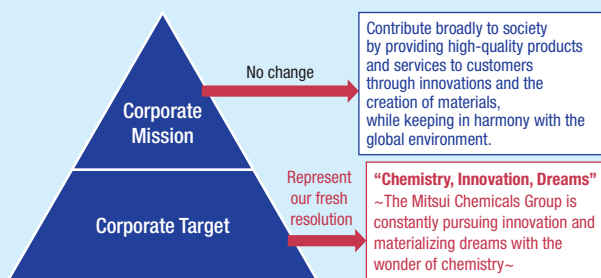 Corporate
Mission
No change
Contribute broadly to society
by providing high-quality products
and services to customers
through innovations and the
creation of materials,
while keeping in harmony with the
global environment.
Corporate Target
Represent
our fresh
resolution
“Chemistry, Innovation, Dreams”
~The Mitsui Chemicals Group is
constantly pursuing innovation and
materializing dreams with the
wonder of chemistry~